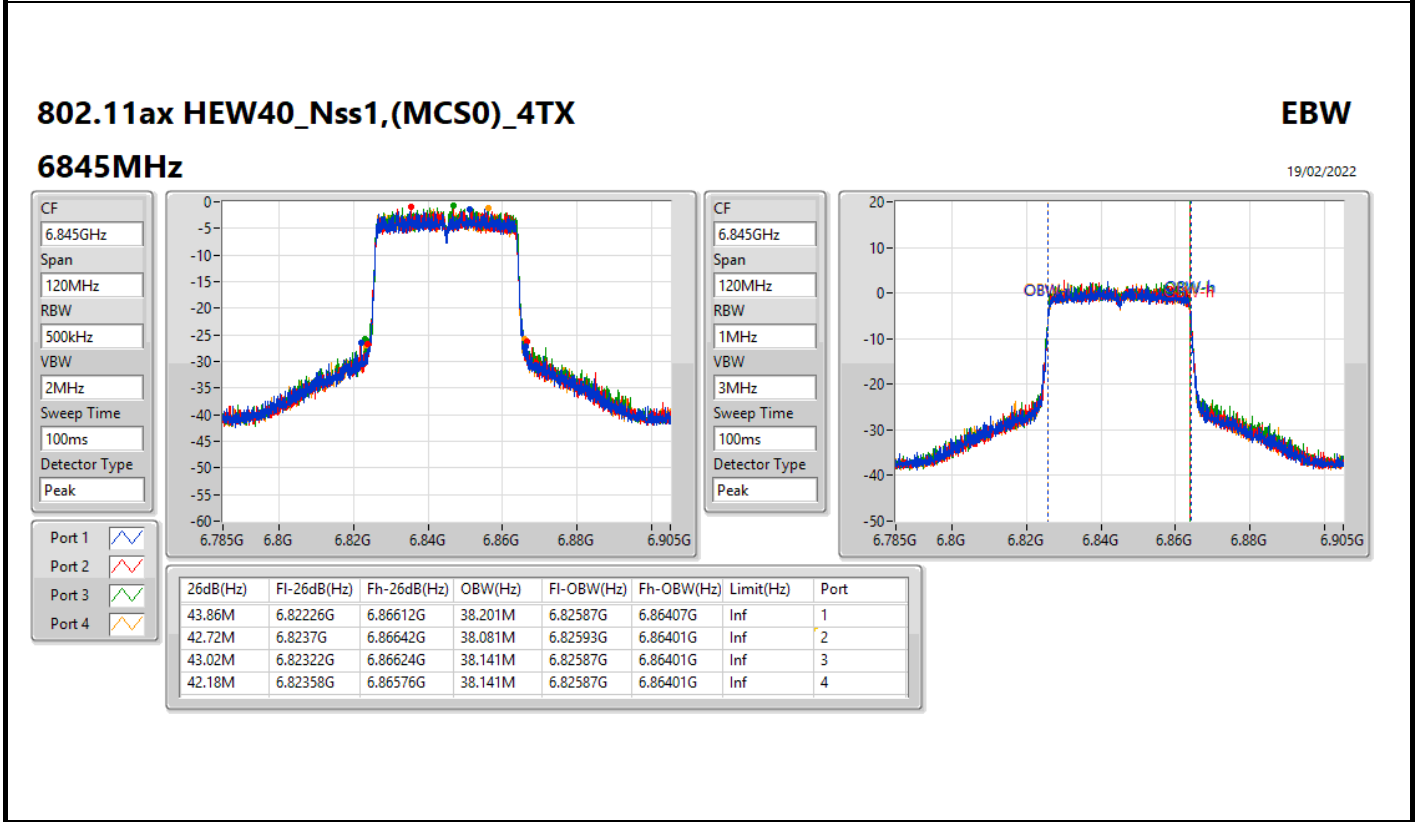 802.11ax HEW40_Nss1,(MCS0)_4TX
EBW
6845MHz
19/02/2022
CF
6.845GHz
Span
120MHz
RBW
500kHz
VBW
2MHz
Sweep Time
100ms
Detector Type
Peak
0
-5
-10
-15
-20
-25
-30
-35
-40
-45
-50
-55
-60
6.785G 6.8G 6.82G 6.84G 6.86G 6.88G 6.905G
CF
6.845GHz
Span
120MHz
RBW
1MHz
VBW
3MHz
Sweep Time
100ms
Detector Type
Peak
20
10
0
-10
-20
-30
-40
-50
OBW-h
6.785G 6.8G 6.82G 6.84G 6.86G 6.88G 6.905G
Port 1
Port 2
Port 3
Port 4
26dB(Hz) Fl-26dB(Hz) Fh-26dB(Hz) OBW(Hz) Fl-OBW(Hz) Fh-OBW(Hz) Limit(Hz) Port
43.86M 6.82226G 6.86612G 38.201M 6.82587G 6.86407G Inf 1
42.72M 6.8237G 6.86642G 38.081M 6.82593G 6.86401G Inf 2
43.02M 6.82322G 6.86624G 38.141M 6.82587G 6.86401G Inf 3
42.18M 6.82358G 6.86576G 38.141M 6.82587G 6.86401G Inf 4